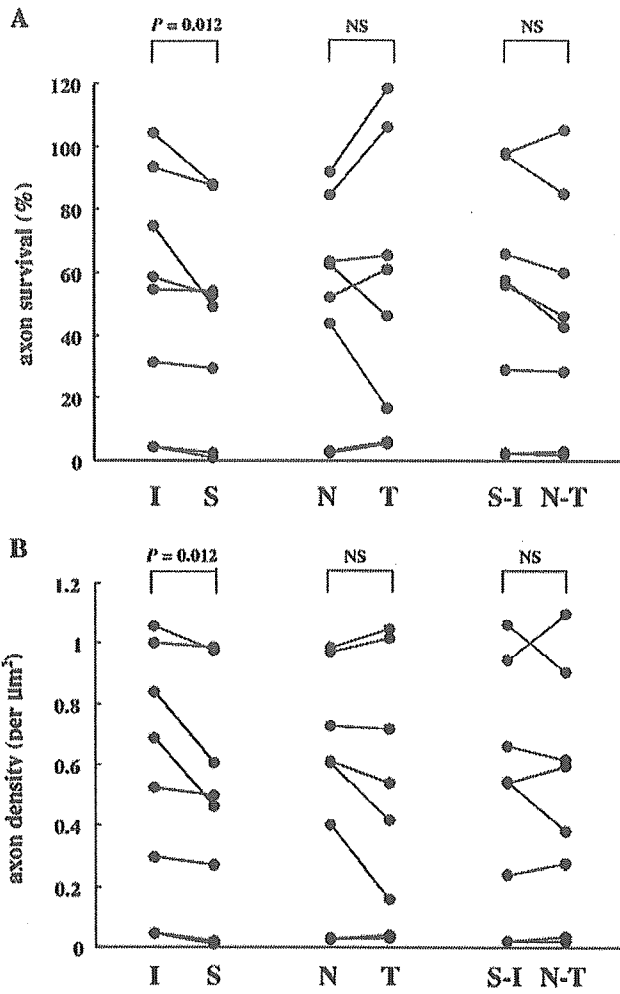 A
P = 0.012 NS NS
axon survival (%)
120
100
80
60
40
20
0
I S N T S-I N-T
B
P = 0.012 NS NS
axon density (per µm²)
1.2
1
0.8
0.6
0.4
0.2
0
I S N T S-I N-T